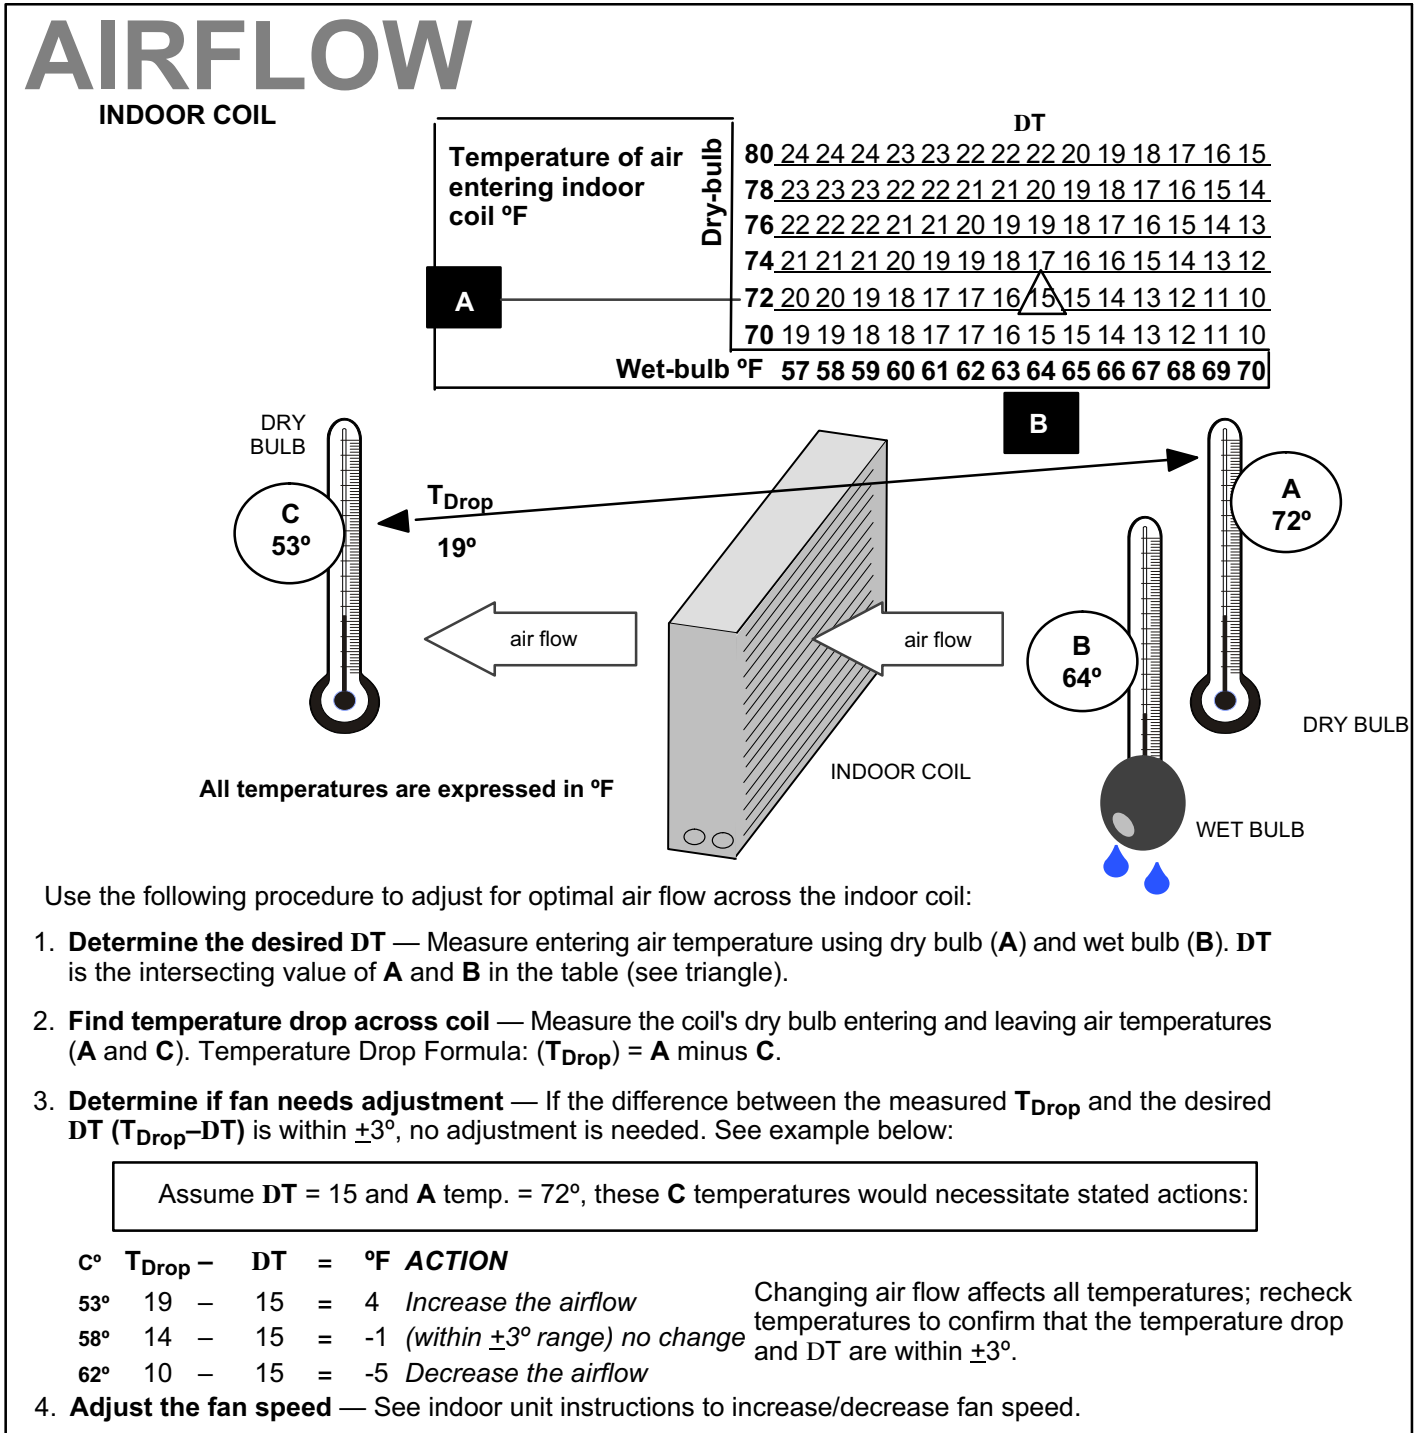 AIRFLOW
INDOOR COIL
DT
Temperature of air
entering indoor
coil ºF
Dry-bulb
80 24 24 24 23 23 22 22 22 20 19 18 17 16 15
78 23 23 23 22 22 21 21 20 19 18 17 16 15 14
76 22 22 22 21 21 20 19 19 18 17 16 15 14 13
74 21 21 21 20 19 19 18 17 16 16 15 14 13 12
A
72 20 20 19 18 17 17 16 15 15 14 13 12 11 10
70 19 19 18 18 17 17 16 15 15 14 13 12 11 10
Wet-bulb ºF 57 58 59 60 61 62 63 64 65 66 67 68 69 70
B
DRY
BULB
C
53º
TDrop
19º
A
72º
air flow
air flow
B
64º
DRY BULB
INDOOR COIL
All temperatures are expressed in ºF
WET BULB
Use the following procedure to adjust for optimal air flow across the indoor coil:
1. Determine the desired DT — Measure entering air temperature using dry bulb (A) and wet bulb (B). DT
is the intersecting value of A and B in the table (see triangle).
2. Find temperature drop across coil — Measure the coil's dry bulb entering and leaving air temperatures
(A and C). Temperature Drop Formula: (TDrop) = A minus C.
3. Determine if fan needs adjustment — If the difference between the measured TDrop and the desired
DT (TDrop–DT) is within ±3º, no adjustment is needed. See example below:
Assume DT = 15 and A temp. = 72º, these C temperatures would necessitate stated actions:
Cº TDrop – DT = ºF ACTION
53º 19 – 15 = 4 Increase the airflow
58º 14 – 15 = -1 (within ±3º range) no change
62º 10 – 15 = -5 Decrease the airflow
Changing air flow affects all temperatures; recheck
temperatures to confirm that the temperature drop
and DT are within ±3º.
4. Adjust the fan speed — See indoor unit instructions to increase/decrease fan speed.